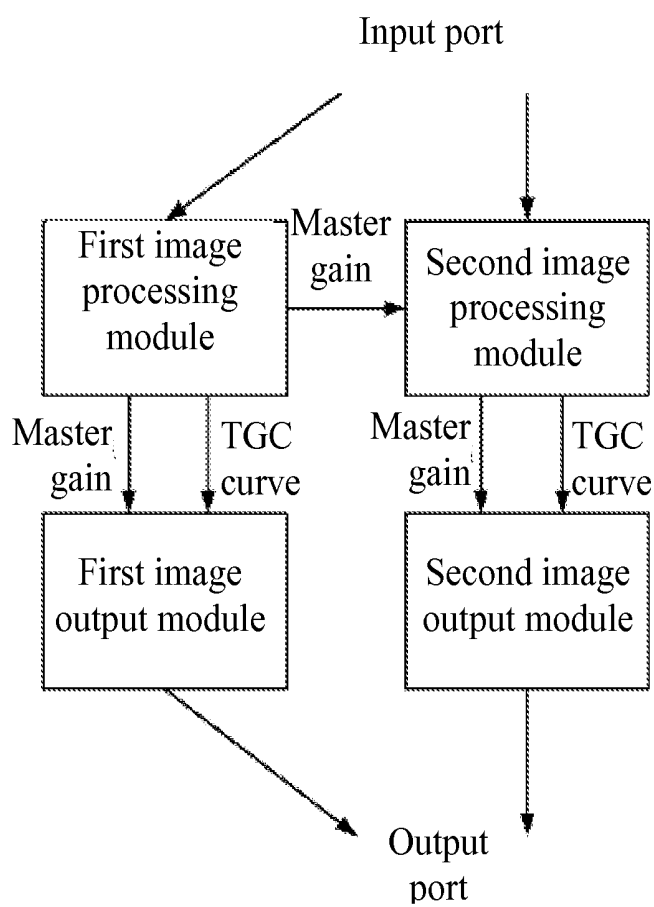 Input port
First image
processing
module
Master
gain
Second image
processing
module
Master
gain
TGC
curve
Master
gain
TGC
curve
First image
output module
Second image
output module
Output
port